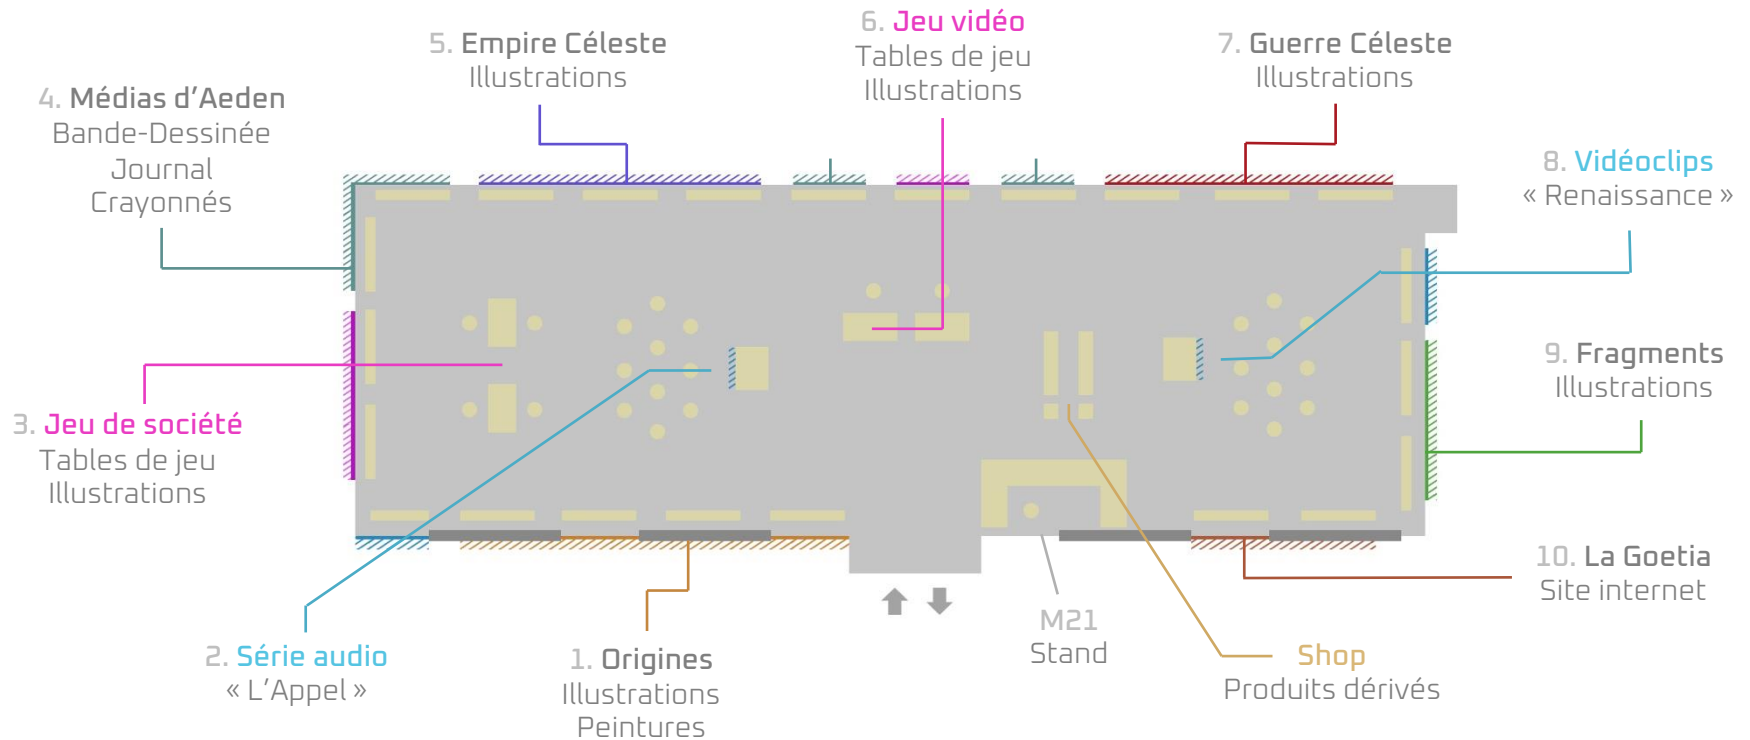 6. Jeu vidéo
Tables de jeu
Illustrations
5. Empire Céleste
Illustrations
7. Guerre Céleste
Illustrations
4. Médias d’Aeden
Bande-Dessinée
Journal
Crayonnés
8. Vidéoclips
« Renaissance »
9. Fragments
Illustrations
3. Jeu de société
Tables de jeu
Illustrations
10. La Goetia
Site internet
2. Série audio
« L’Appel »
1. Origines
Illustrations
Peintures
M21
Stand
Shop
Produits dérivés